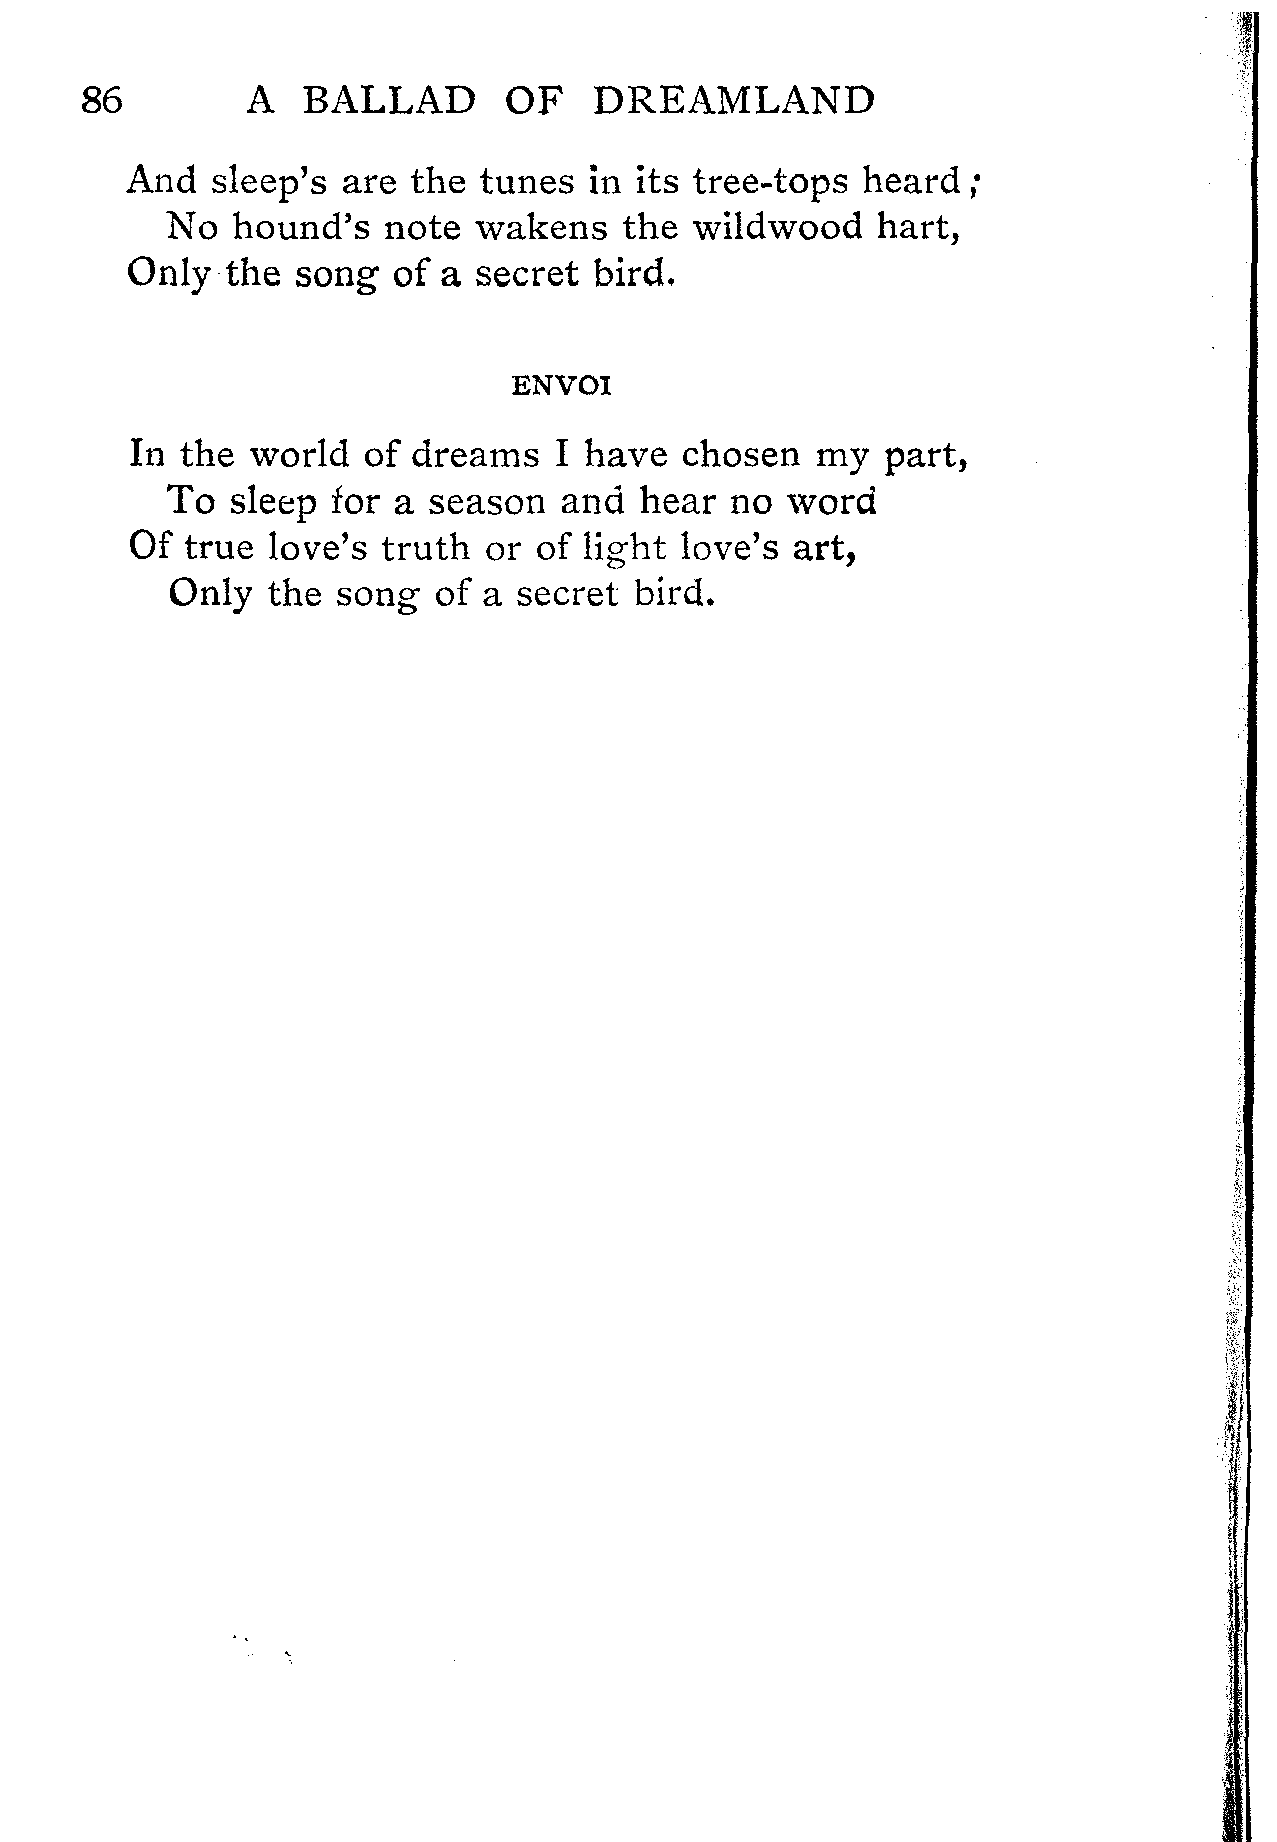 86 A BALLAD OF DREAMLAND
And sleep's are the tunes in its tree-tops heard;
No hound's note wakens the wildwood hart,
Only the song of a secret bird.
ENVOI
In the world of dreams I have chosen my part,
To sleep for a season and hear no word
Of true love's truth or of light love's art,
Only the song of a secret bird.